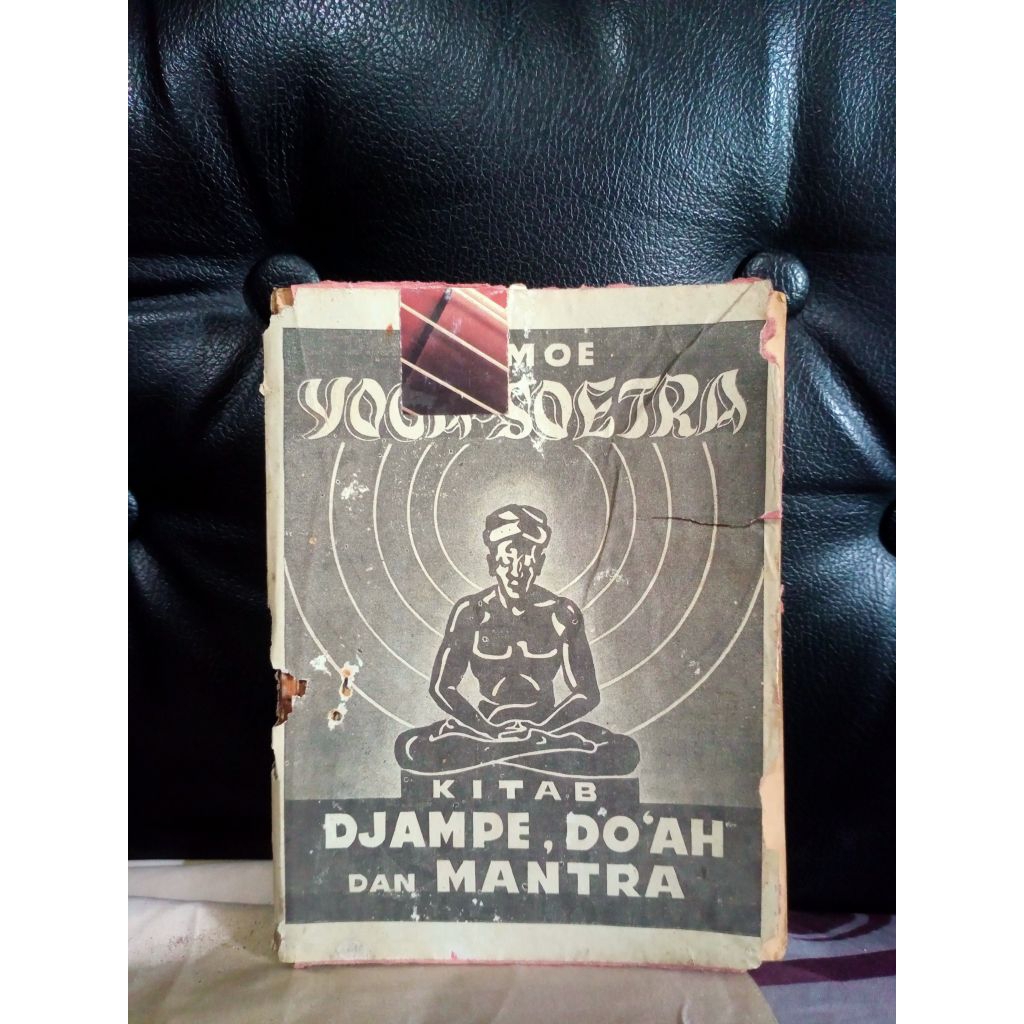 MOE
YOGA-SOETRA
KITAB
DJAMPE, DO'AH
DAN MANTRA